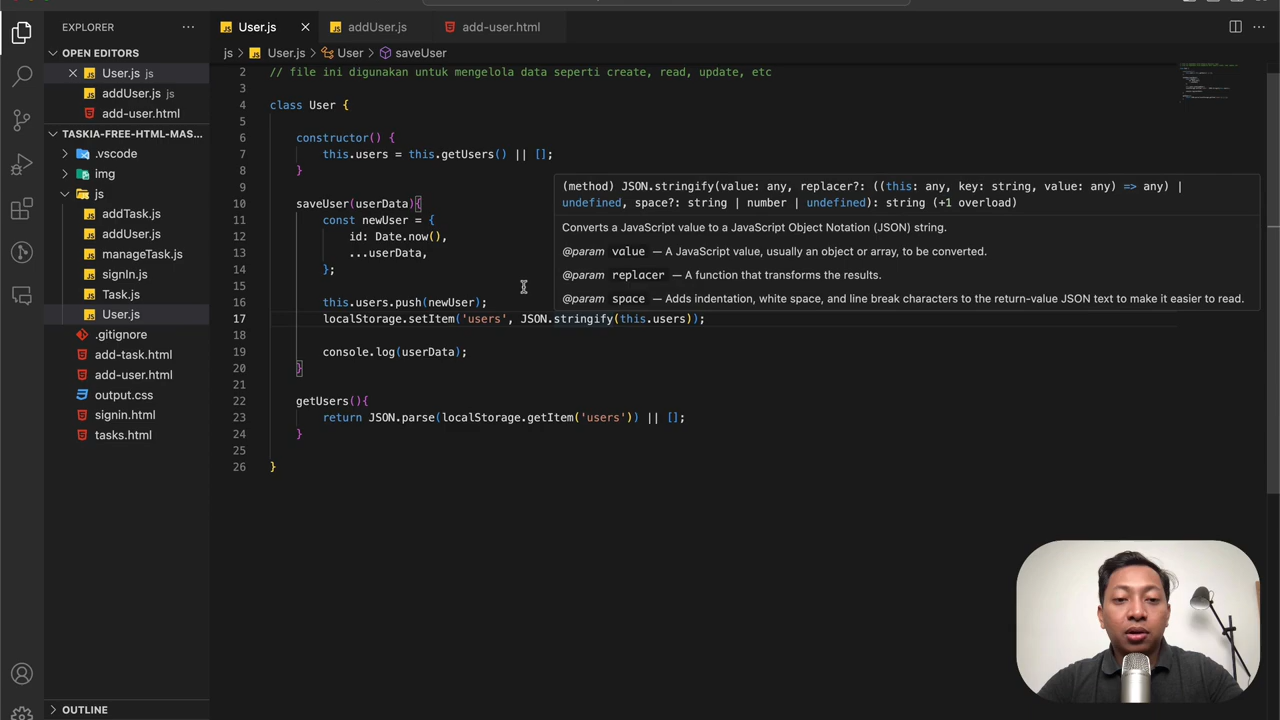 EXPLORER
OPEN EDITORS
User.js js
addUser.js js
add-user.html
TASKIA-FREE-HTML-MAS...
.vscode
img
js
addTask.js
addUser.js
manageTask.js
signIn.js
Task.js
User.js
.gitignore
add-task.html
add-user.html
output.css
signin.html
tasks.html
OUTLINE
User.js addUser.js add-user.html
js > User.js > User > saveUser
2 // file ini digunakan untuk mengelola data seperti create, read, update, etc
3
4 class User {
5
6 constructor() {
7 this.users = this.getUsers() || [];
8 }
9
10 saveUser(userData){
11 const newUser = {
12 id: Date.now(),
13 ...userData,
14 };
15
16 this.users.push(newUser);
17 localStorage.setItem('users', JSON.stringify(this.users));
18
19 console.log(userData);
20 }
21
22 getUsers(){
23 return JSON.parse(localStorage.getItem('users')) || [];
24 }
25
26 }
(method) JSON.stringify(value: any, replacer?: ((this: any, key: string, value: any) => any) |
undefined, space?: string | number | undefined): string (+1 overload)
Converts a JavaScript value to a JavaScript Object Notation (JSON) string.
@param value — A JavaScript value, usually an object or array, to be converted.
@param replacer — A function that transforms the results.
@param space — Adds indentation, white space, and line break characters to the return-value JSON text to make it easier to read.